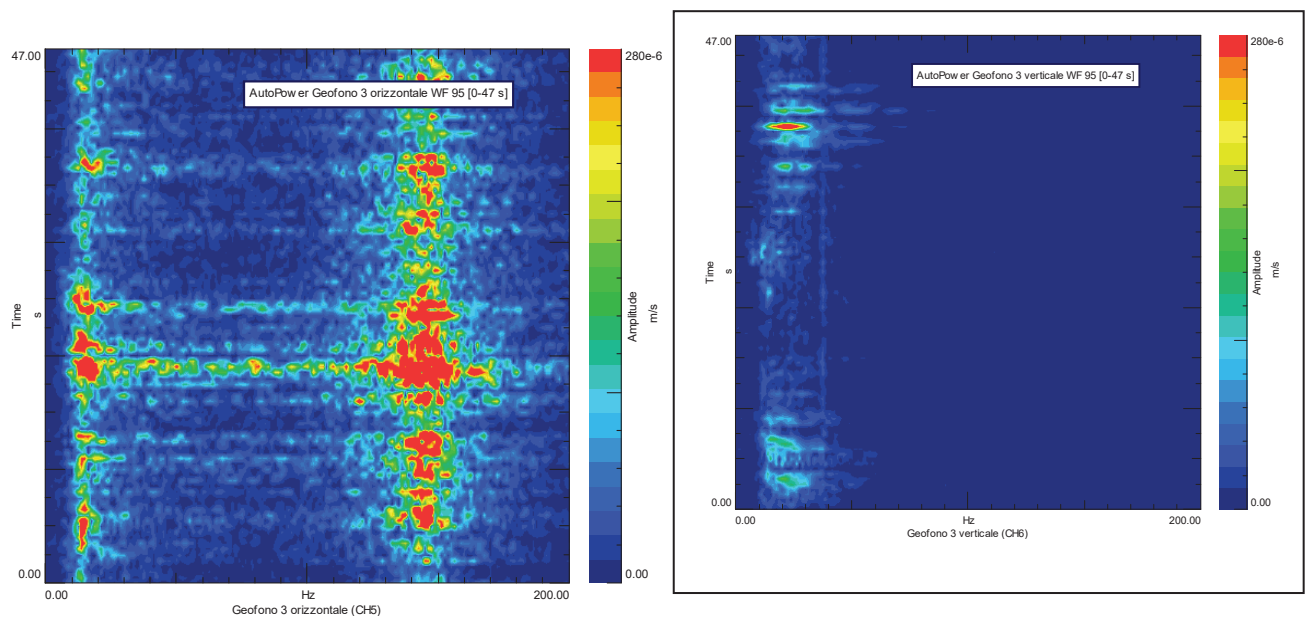 47.00
AutoPower Geofono 3 orizzontale WF 95 [0-47 s]
Time
s
0.00
0.00
Hz
200.00
Geofono 3 orizzontale (CH5)
280e-6
Amplitude
m/s
0.00
47.00
AutoPower Geofono 3 verticale WF 95 [0-47 s]
Time
s
0.00
0.00
Hz
200.00
Geofono 3 verticale (CH6)
280e-6
Amplitude
m/s
0.00